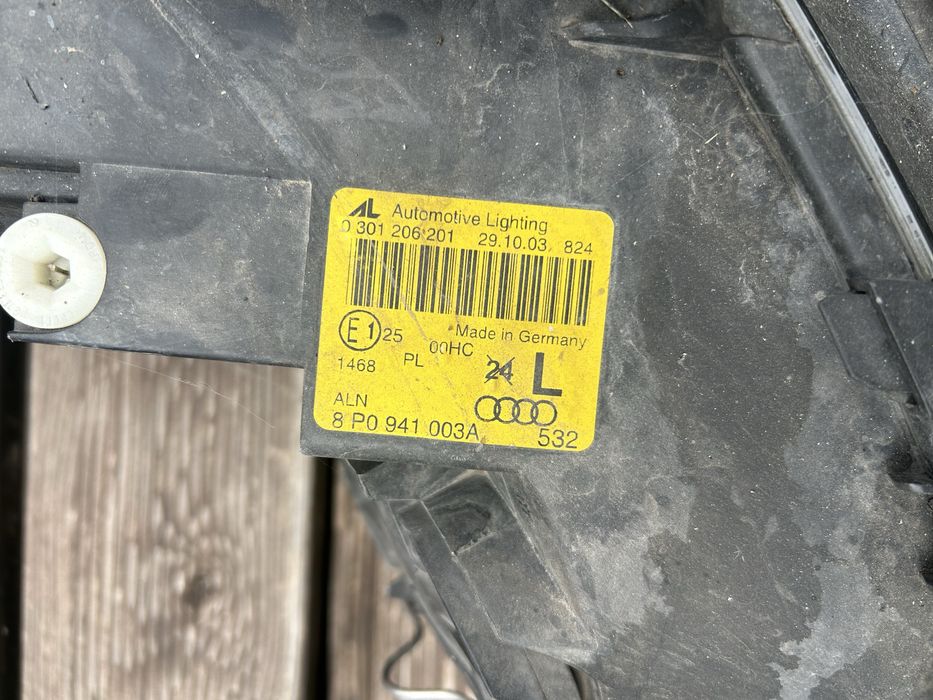 AL Automotive Lighting
0 301 206 201 29.10.03 824
E1 25 00HC Made in Germany
1468 PL 24 L
ALN
8 P0 941 003A 532